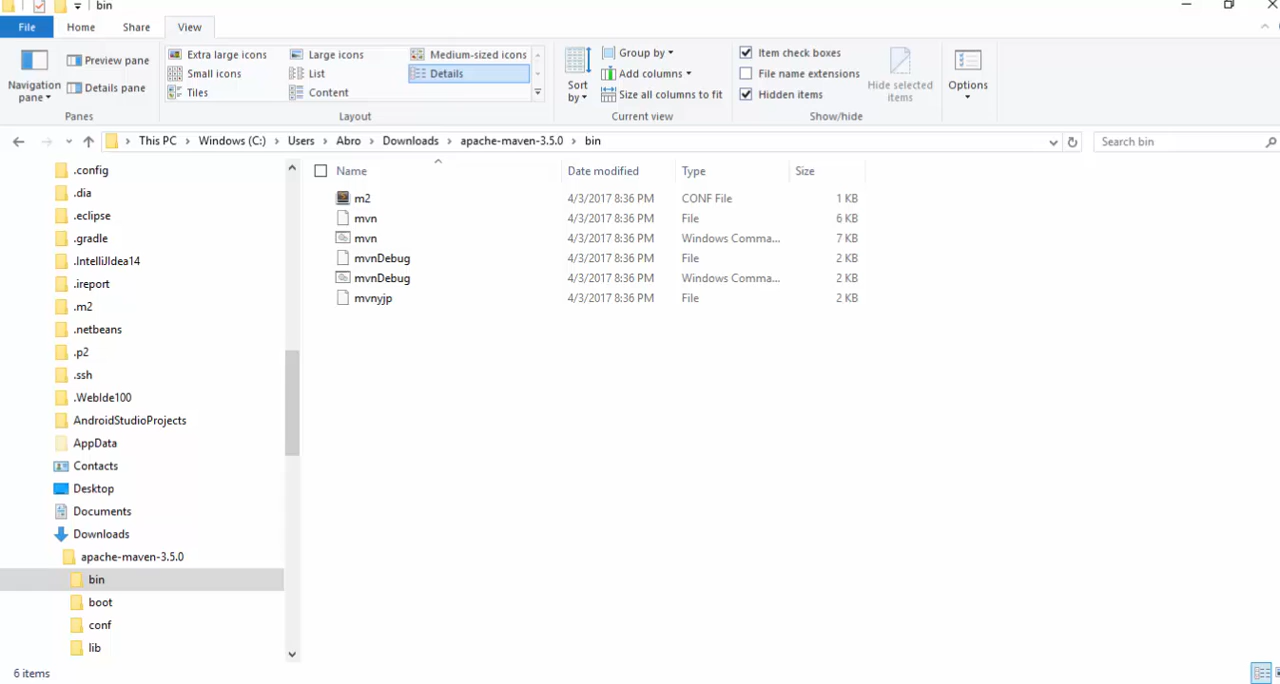 bin
File Home Share View
Extra large icons Large icons Medium-sized icons
Small icons List Details
Tiles Content
Navigation pane
Preview pane
Details pane
Panes
Layout
Sort by
Group by
Add columns
Size all columns to fit
Current view
Item check boxes
File name extensions
Hidden items
Hide selected items
Show/hide
Options
This PC Windows (C:) Users Abro Downloads apache-maven-3.5.0 bin
Search bin
.config
.dia
.eclipse
.gradle
.IntelliJIdea14
.ireport
.m2
.netbeans
.p2
.ssh
.WebIde100
AndroidStudioProjects
AppData
Contacts
Desktop
Documents
Downloads
apache-maven-3.5.0
bin
boot
conf
lib
Name Date modified Type Size
m2 4/3/2017 8:36 PM CONF File 1 KB
mvn 4/3/2017 8:36 PM File 6 KB
mvn 4/3/2017 8:36 PM Windows Comma... 7 KB
mvnDebug 4/3/2017 8:36 PM File 2 KB
mvnDebug 4/3/2017 8:36 PM Windows Comma... 2 KB
mvnyjp 4/3/2017 8:36 PM File 2 KB
6 items